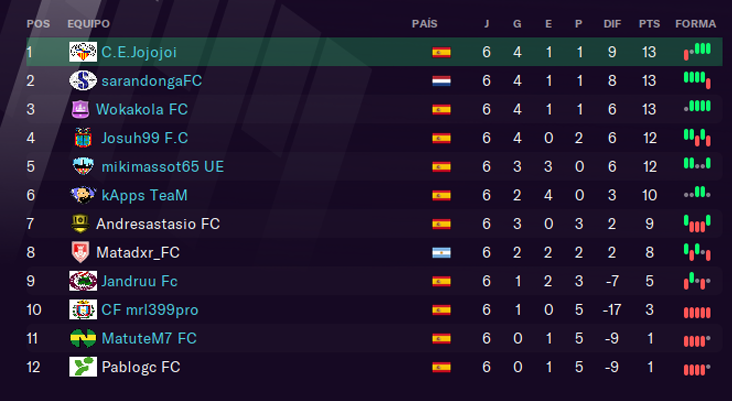 POS EQUIPO PAÍS J G E P DIF PTS FORMA
1 C.E.Jojojoi 6 4 1 1 9 13
2 sarandongaFC 6 4 1 1 8 13
3 Wokakola FC 6 4 1 1 6 13
4 Josuh99 F.C 6 4 0 2 6 12
5 mikimassot65 UE 6 3 3 0 6 12
6 kApps TeaM 6 2 4 0 3 10
7 Andresastasio FC 6 3 0 3 2 9
8 Matadxr_FC 6 2 2 2 2 8
9 Jandruu Fc 6 1 2 3 -7 5
10 CF mrl399pro 6 1 0 5 -17 3
11 MatuteM7 FC 6 0 1 5 -9 1
12 Pablogc FC 6 0 1 5 -9 1